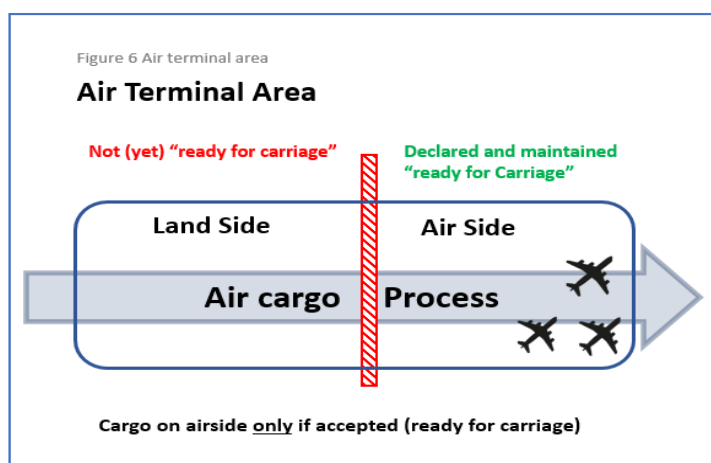 Figure 6 Air terminal area
Air Terminal Area
Not (yet) “ready for carriage”
Declared and maintained
“ready for Carriage”
Land Side
Air Side
Air cargo Process
Cargo on airside only if accepted (ready for carriage)